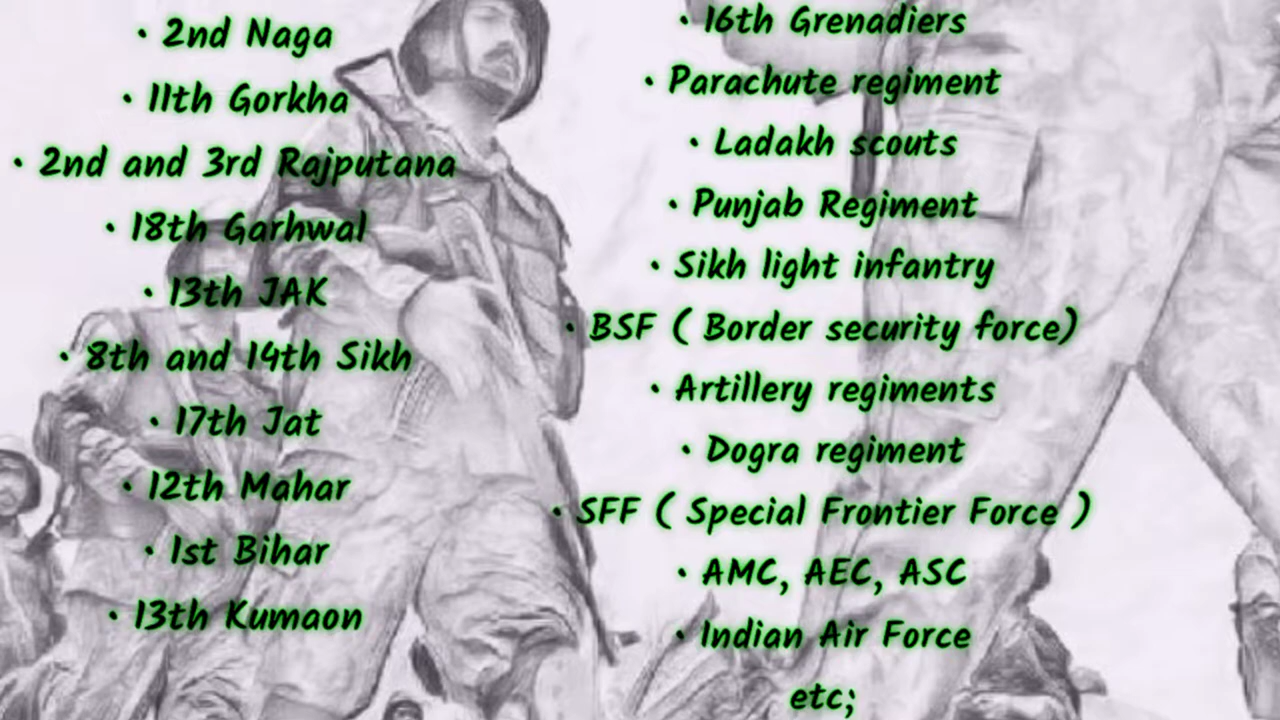 • 2nd Naga
• 11th Gorkha
• 2nd and 3rd Rajputana
• 18th Garhwal
• 13th JAK
• 8th and 14th Sikh
• 17th Jat
• 12th Mahar
• 1st Bihar
• 13th Kumaon
• 16th Grenadiers
• Parachute regiment
• Ladakh scouts
• Punjab Regiment
• Sikh light infantry
• BSF ( Border security force)
• Artillery regiments
• Dogra regiment
• SFF ( Special Frontier Force )
• AMC, AEC, ASC
• Indian Air Force
etc;